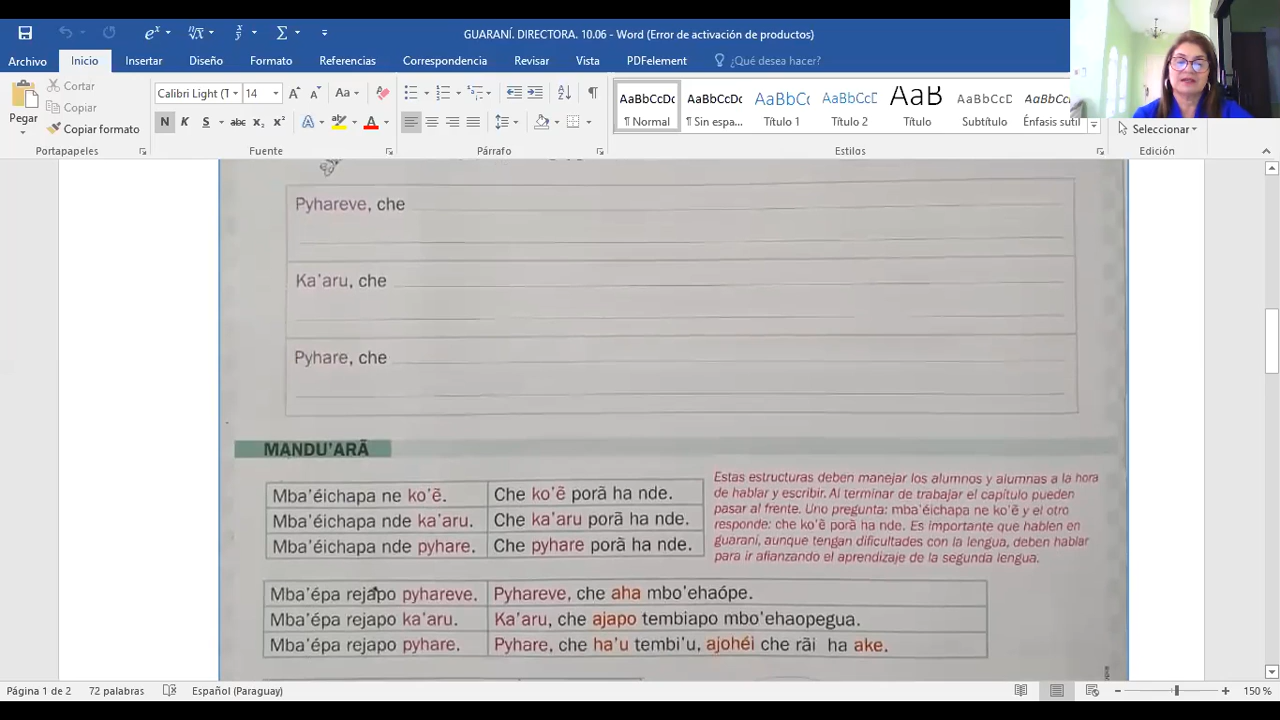 GUARANÍ. DIRECTORA. 10.06 - Word (Error de activación de productos)
Archivo Inicio Insertar Diseño Formato Referencias Correspondencia Revisar Vista PDFelement ¿Qué desea hacer?
Pegar
Cortar
Copiar
Copiar formato
Portapapeles
Calibri Light (T 14
N K S abc x₂ x²
Fuente
Párrafo
AaBbCcDc AaBbCcDc AaBbCc AaBbCcD AaB AaBbCcD AaBbCcDc
¶ Normal ¶ Sin espa... Título 1 Título 2 Título Subtítulo Énfasis sutil
Estilos
Seleccionar
Edición
Pyhareve, che
Ka'aru, che
Pyhare, che
MANDU'ARÃ
Mba'éichapa ne ko'ẽ. Che ko'ẽ porã ha nde.
Mba'éichapa nde ka'aru. Che ka'aru porã ha nde.
Mba'éichapa nde pyhare. Che pyhare porã ha nde.
Estas estructuras deben manejar los alumnos y alumnas a la hora
de hablar y escribir. Al terminar de trabajar el capítulo pueden
pasar al frente. Uno pregunta: mba'éichapa ne ko'ẽ y el otro
responde: che ko'ẽ porã ha nde. Es importante que hablen en
guaraní, aunque tengan dificultades con la lengua, deben hablar
para ir afianzando el aprendizaje de la segunda lengua.
Mba'épa rejapo pyhareve. Pyhareve, che aha mbo'ehaópe.
Mba'épa rejapo ka'aru. Ka'aru, che ajapo tembiapo mbo'ehaopegua.
Mba'épa rejapo pyhare. Pyhare, che ha'u tembi'u, ajohéi che rãi ha ake.
Página 1 de 2 72 palabras Español (Paraguay) 150 %